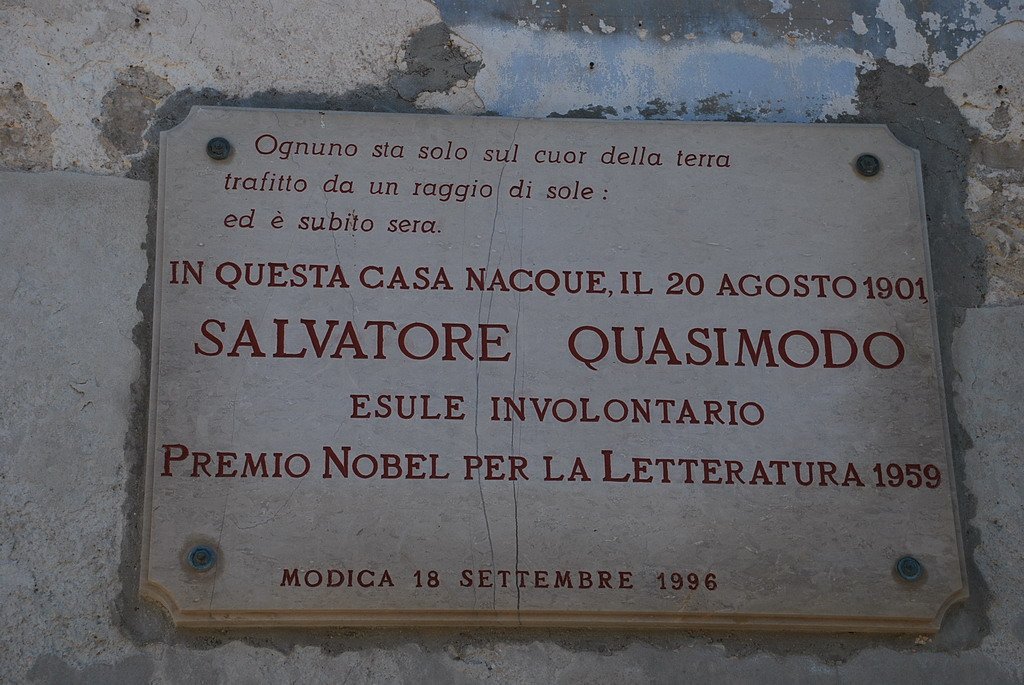 Ognuno sta solo sul cuor della terra
trafitto da un raggio di sole :
ed è subito sera.
IN QUESTA CASA NACQUE, IL 20 AGOSTO 1901
SALVATORE QUASIMODO
ESULE INVOLONTARIO
PREMIO NOBEL PER LA LETTERATURA 1959
MODICA 18 SETTEMBRE 1996